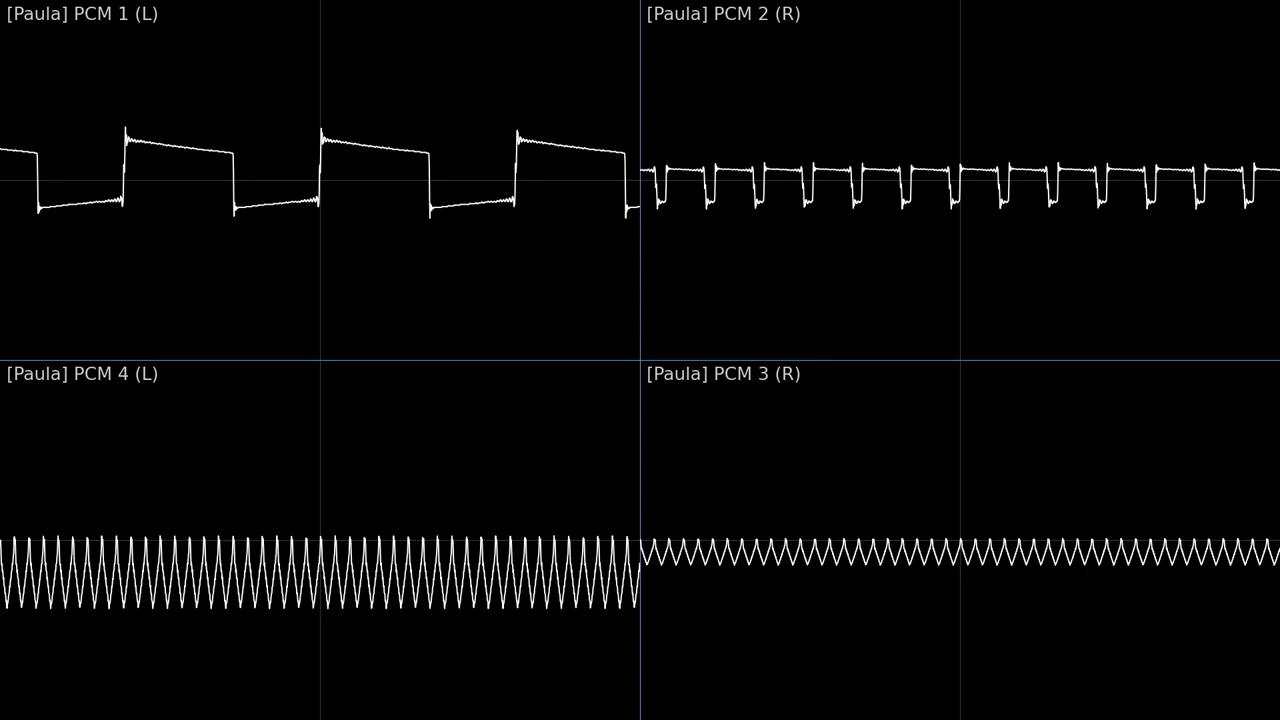 [Paula] PCM 1 (L)
[Paula] PCM 2 (R)
[Paula] PCM 4 (L)
[Paula] PCM 3 (R)